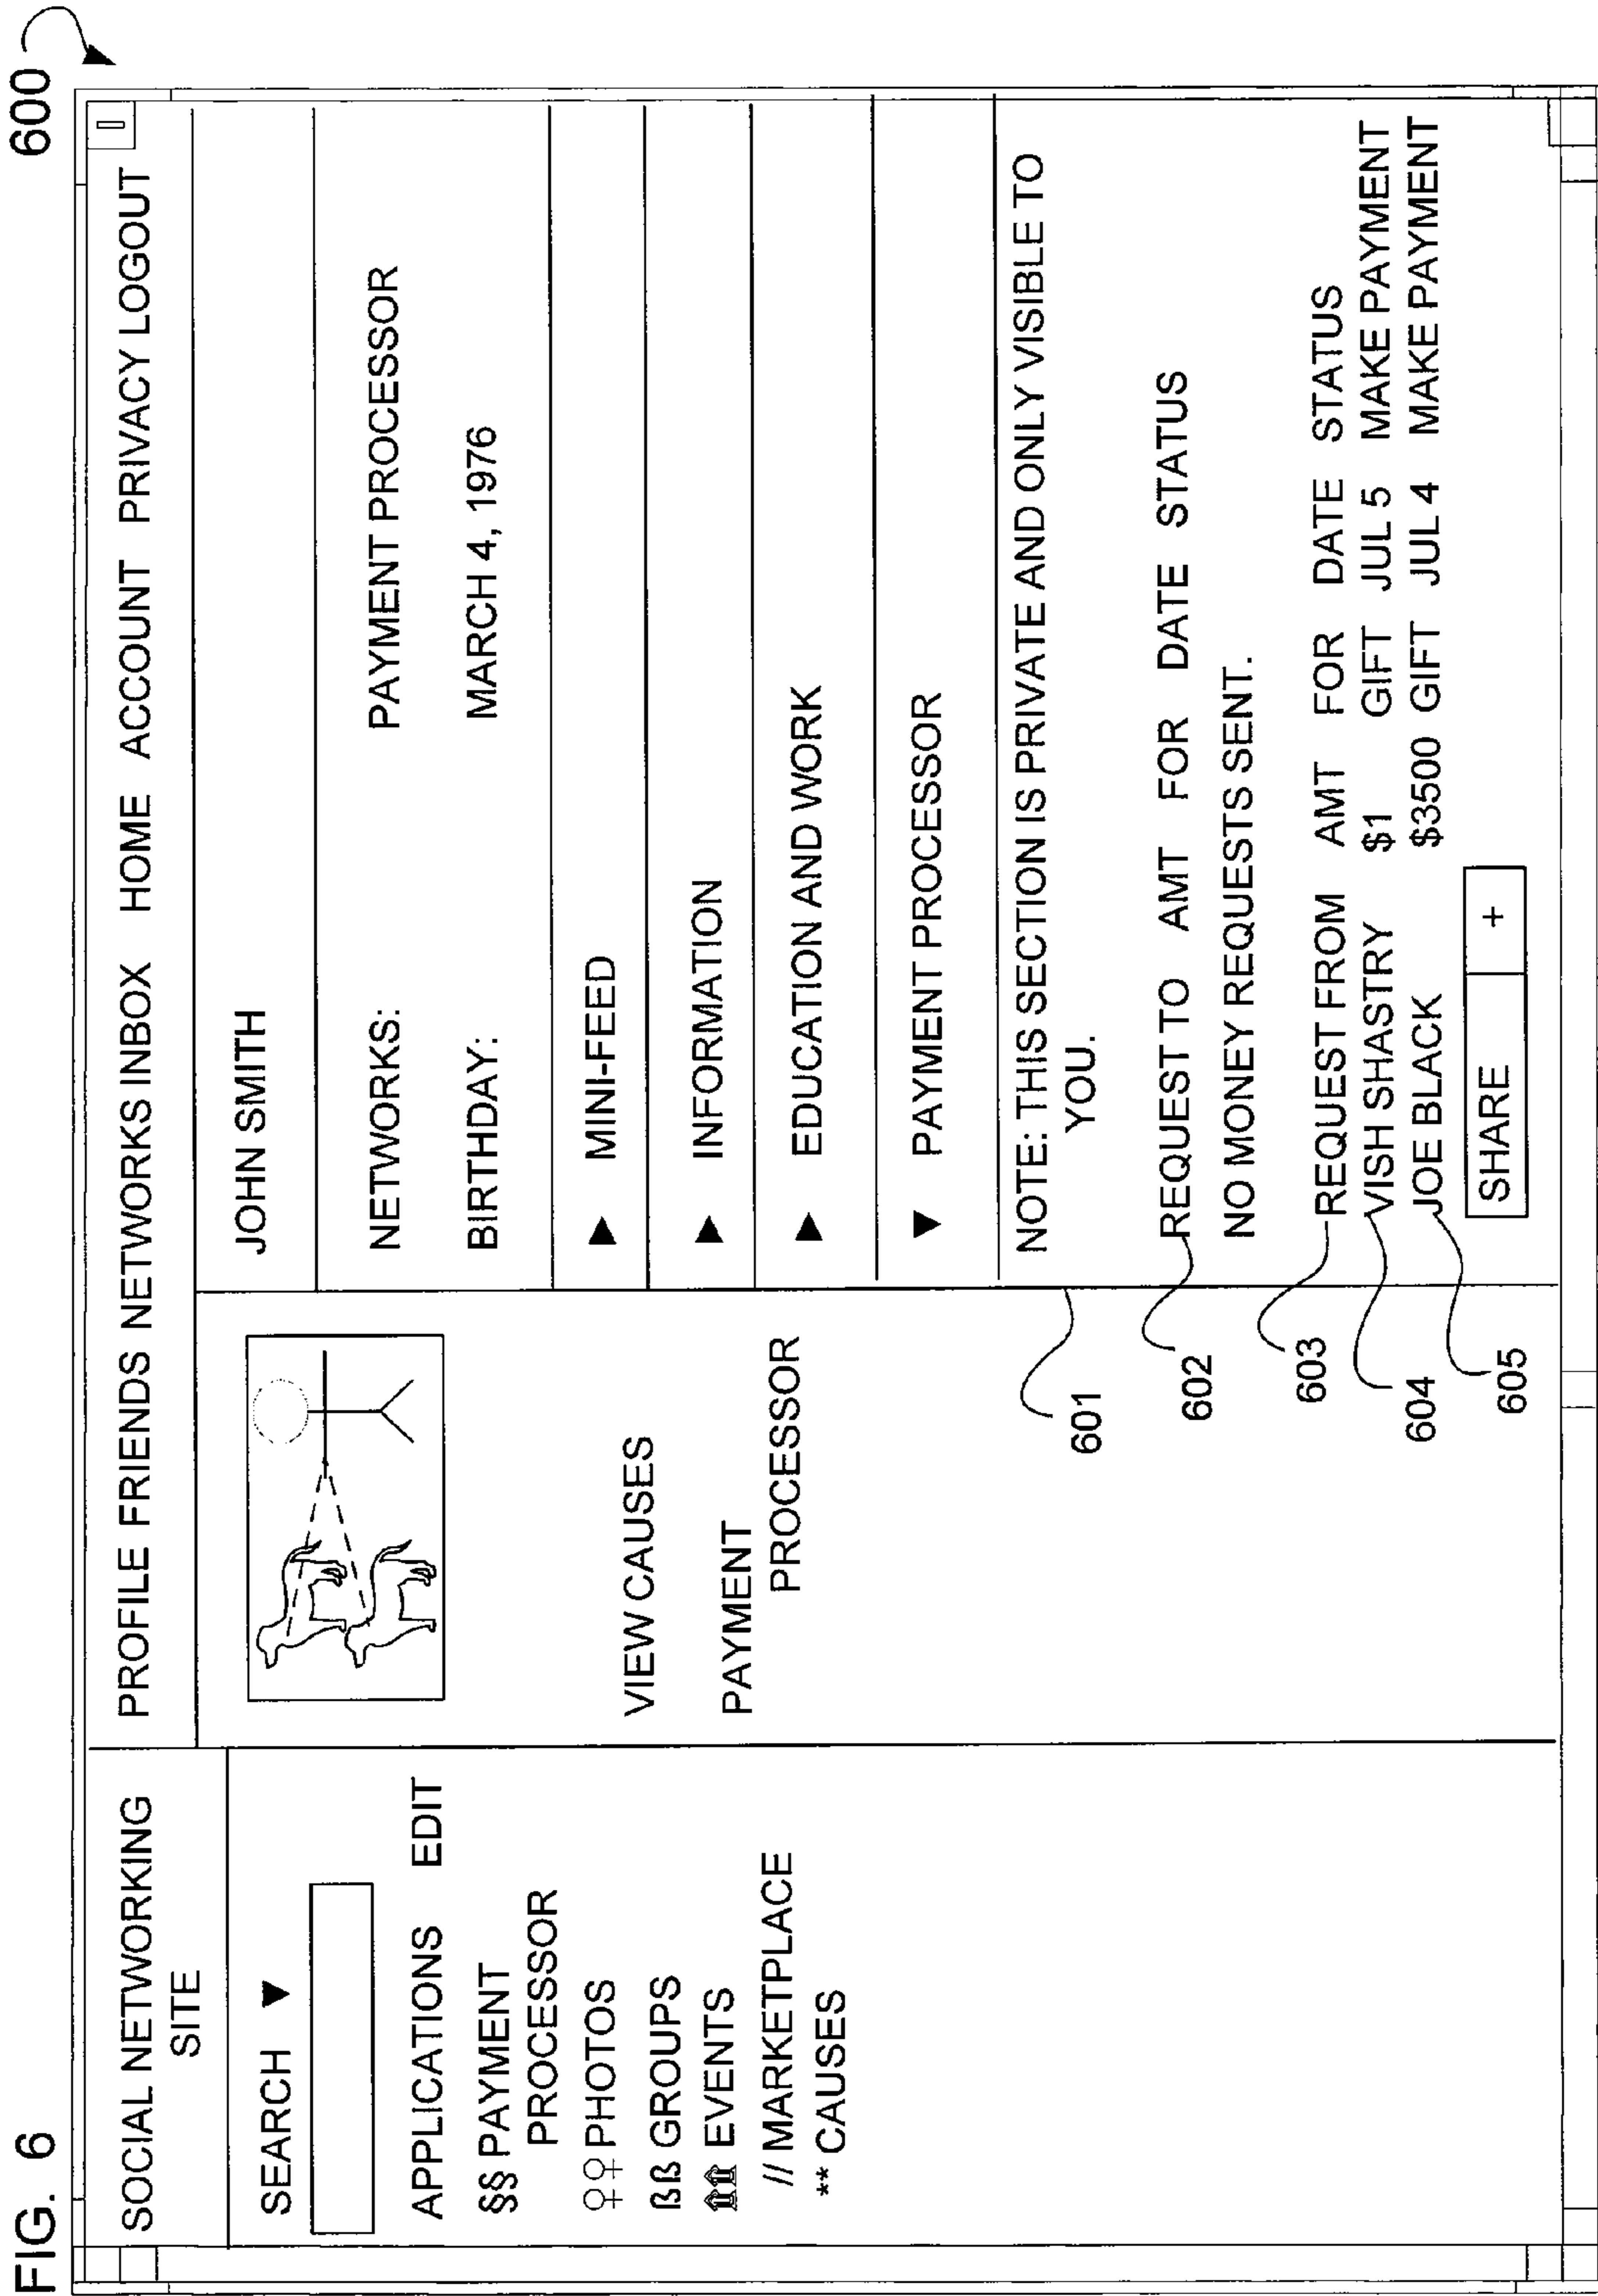 FIG. 6
600
SOCIAL NETWORKING
SITE
PROFILE FRIENDS NETWORKS INBOX HOME ACCOUNT PRIVACY LOGOUT
SEARCH ▼
APPLICATIONS EDIT
§§ PAYMENT
PROCESSOR
♀♀ PHOTOS
ßß GROUPS
⇑⇑ EVENTS
// MARKETPLACE
** CAUSES
VIEW CAUSES
PAYMENT
PROCESSOR
JOHN SMITH
NETWORKS: PAYMENT PROCESSOR
BIRTHDAY: MARCH 4, 1976
▶ MINI-FEED
▶ INFORMATION
▶ EDUCATION AND WORK
▼ PAYMENT PROCESSOR
601
NOTE: THIS SECTION IS PRIVATE AND ONLY VISIBLE TO
YOU.
602
REQUEST TO AMT FOR DATE STATUS
NO MONEY REQUESTS SENT.
603
REQUEST FROM AMT FOR DATE STATUS
604
VISH SHASTRY $1 GIFT JUL 5 MAKE PAYMENT
605
JOE BLACK $3500 GIFT JUL 4 MAKE PAYMENT
SHARE +